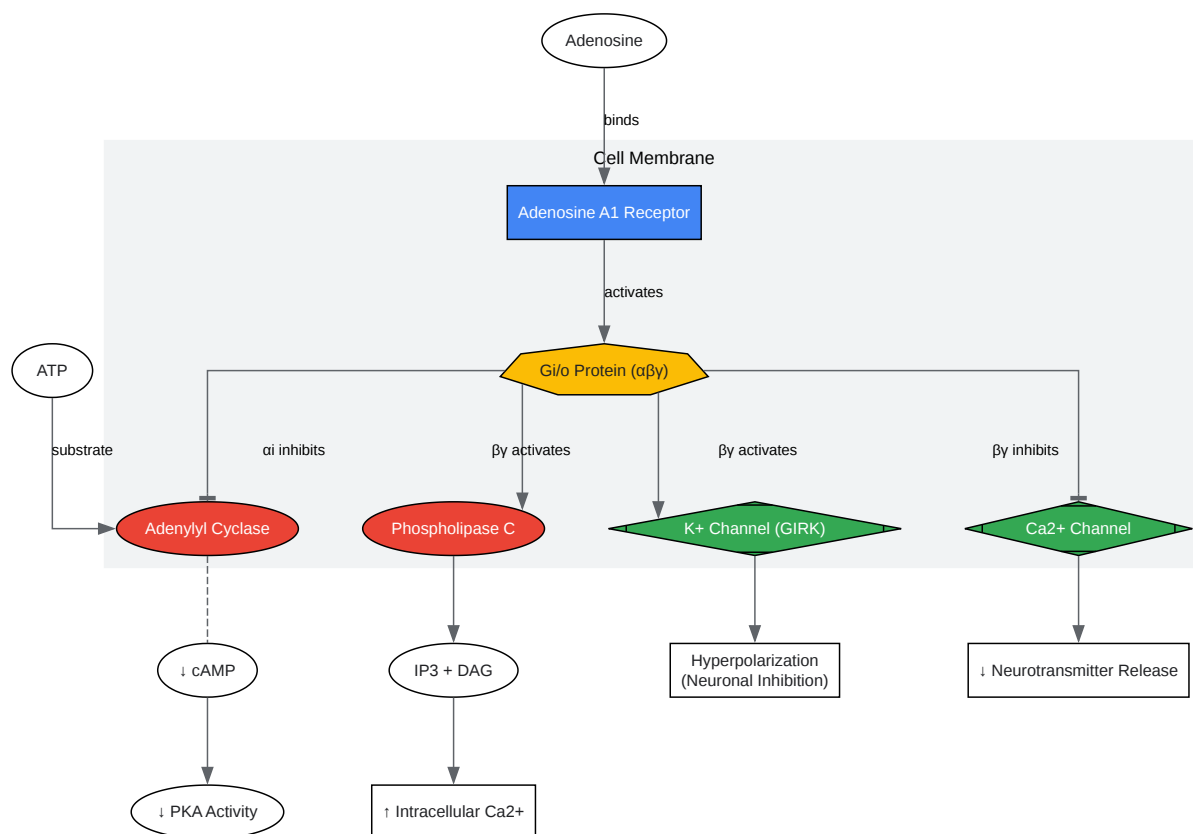 Adenosine
binds
Cell Membrane
Adenosine A1 Receptor
activates
Gi/o Protein (αβγ)
ATP
substrate
αi inhibits
βγ activates
βγ activates
βγ inhibits
Adenylyl Cyclase
Phospholipase C
K+ Channel (GIRK)
Ca2+ Channel
↓ cAMP
IP3 + DAG
Hyperpolarization
(Neuronal Inhibition)
↓ Neurotransmitter Release
↓ PKA Activity
↑ Intracellular Ca2+